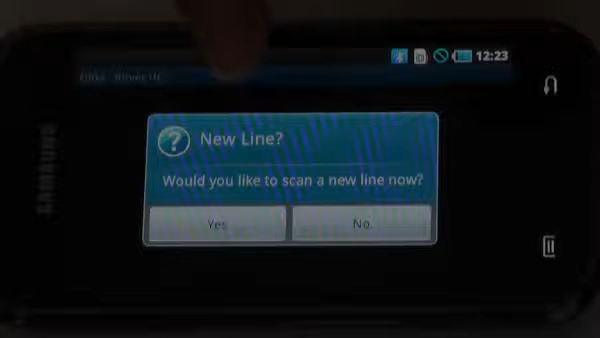 12:23
New Line?
Would you like to scan a new line now?
Yes
No
SAMSUNG